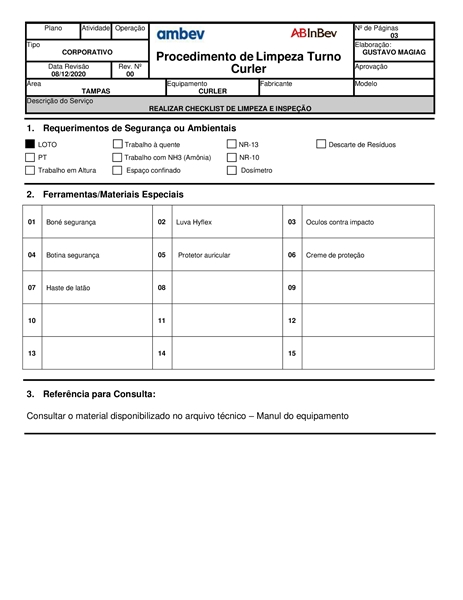 Plano Atividade Operação
ambev ABInBev
Nº de Páginas
03
Tipo
CORPORATIVO
Procedimento de Limpeza Turno
Curler
Elaboração:
GUSTAVO MAGIAG
Data Revisão
08/12/2020
Rev. Nº
00
Aprovação
Área
TAMPAS
Equipamento
CURLER
Fabricante
Modelo
Descrição do Serviço
REALIZAR CHECKLIST DE LIMPEZA E INSPEÇÃO
1. Requerimentos de Segurança ou Ambientais
LOTO Trabalho à quente NR-13 Descarte de Resíduos
PT Trabalho com NH3 (Amônia) NR-10
Trabalho em Altura Espaço confinado Dosímetro
2. Ferramentas/Materiais Especiais
01 Boné segurança 02 Luva Hyflex 03 Oculos contra impacto
04 Botina segurança 05 Protetor auricular 06 Creme de proteção
07 Haste de latão 08 09
10 11 12
13 14 15
3. Referência para Consulta:
Consultar o material disponibilizado no arquivo técnico – Manul do equipamento